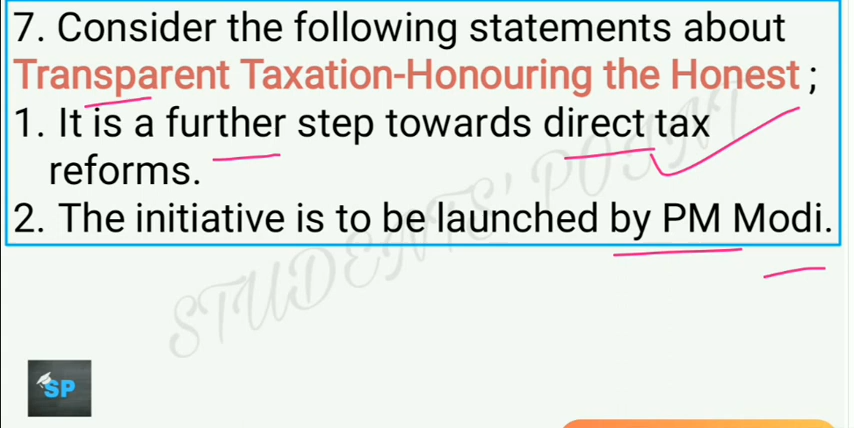 7. Consider the following statements about
Transparent Taxation-Honouring the Honest ;
1. It is a further step towards direct tax
reforms.
2. The initiative is to be launched by PM Modi.
STUDENTS' POINT
SP